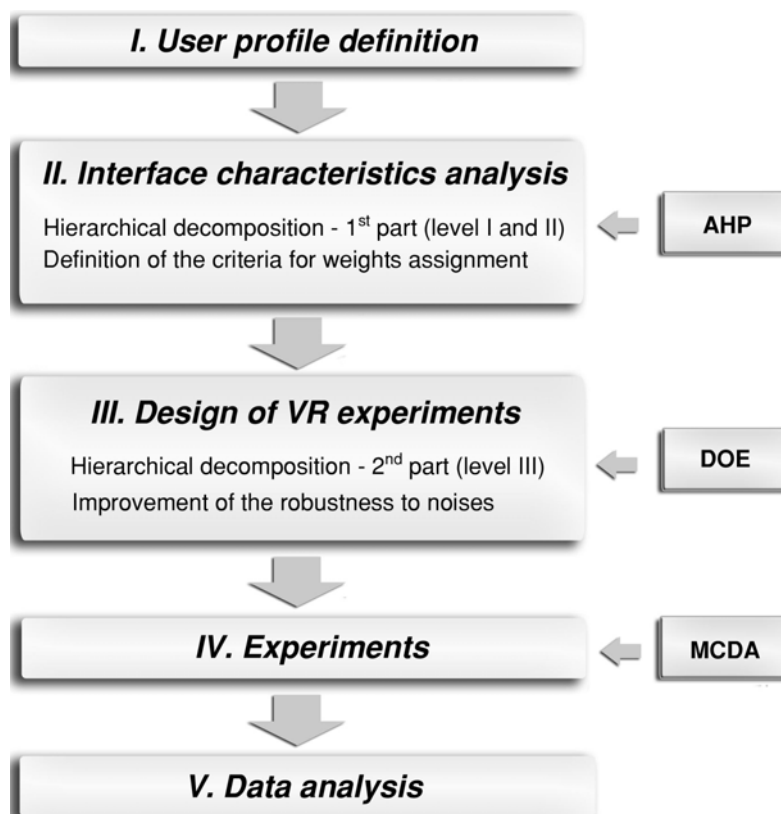 I. User profile definition
II. Interface characteristics analysis
Hierarchical decomposition - 1st part (level I and II)
Definition of the criteria for weights assignment
AHP
III. Design of VR experiments
Hierarchical decomposition - 2nd part (level III)
Improvement of the robustness to noises
DOE
IV. Experiments
MCDA
V. Data analysis